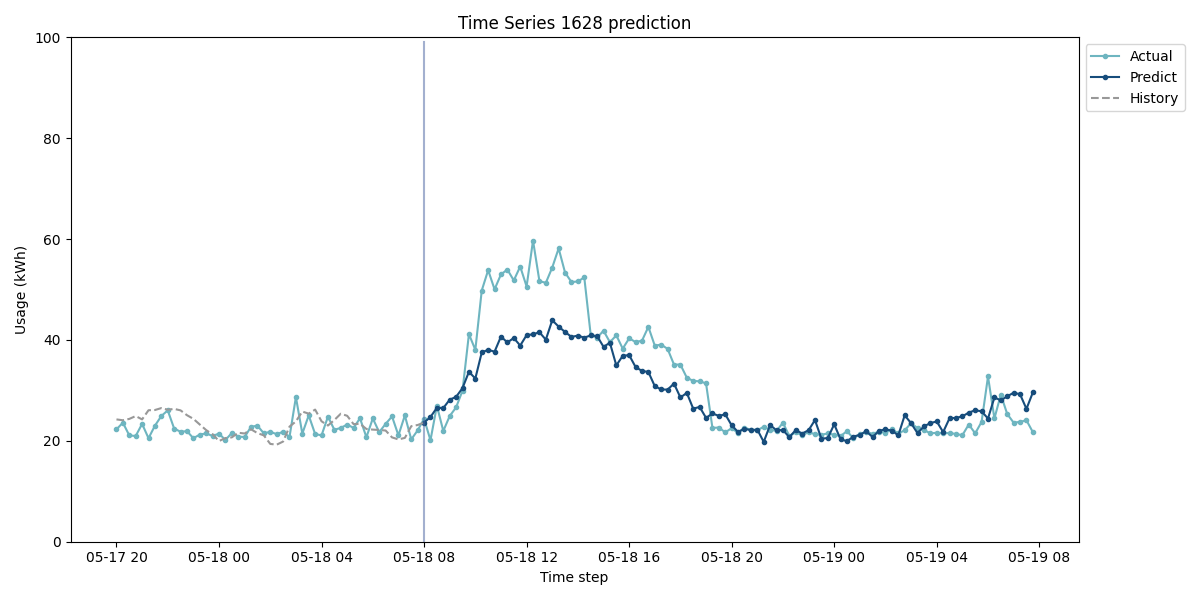 Time Series 1628 prediction
Actual
Predict
History
Usage (kWh)
100
80
60
40
20
0
05-17 20
05-18 00
05-18 04
05-18 08
05-18 12
05-18 16
05-18 20
05-19 00
05-19 04
05-19 08
Time step